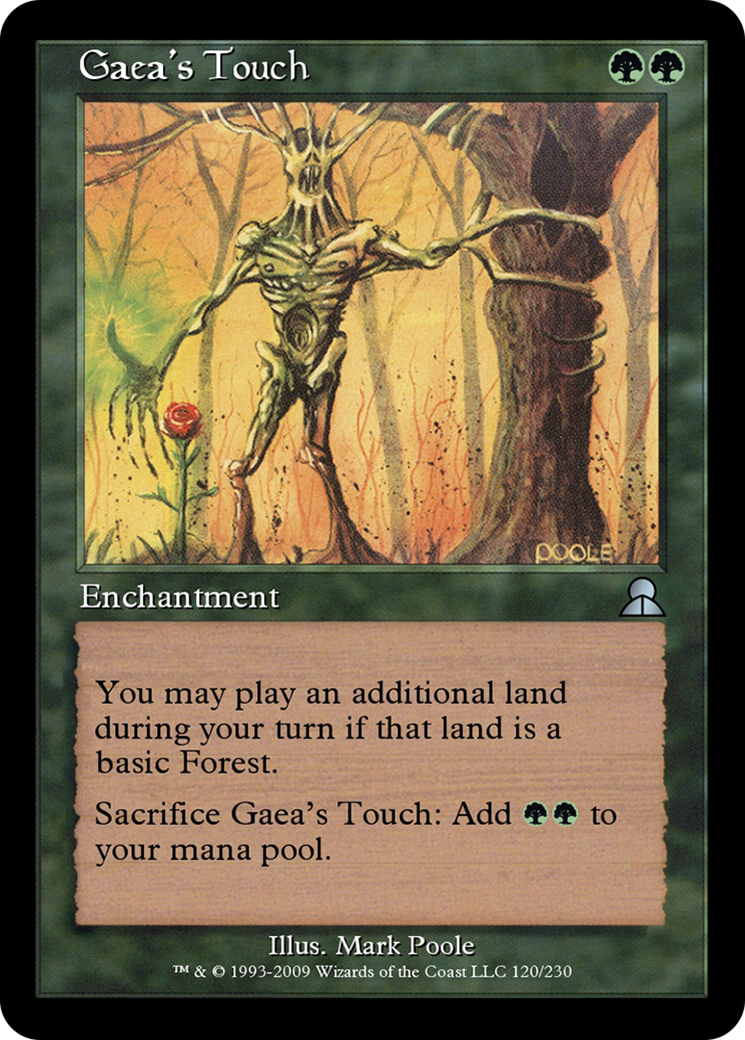 Gaea's Touch
POOLE
Enchantment
You may play an additional land
during your turn if that land is a
basic Forest.
Sacrifice Gaea's Touch: Add to
your mana pool.
Illus. Mark Poole
™ & © 1993-2009 Wizards of the Coast LLC 120/230